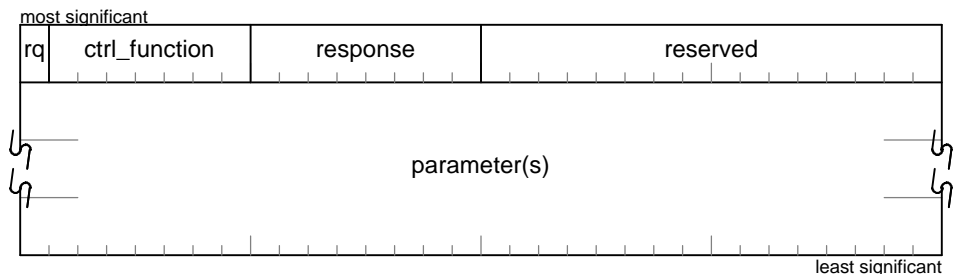 most significant
rq ctrl_function response reserved
parameter(s)
least significant